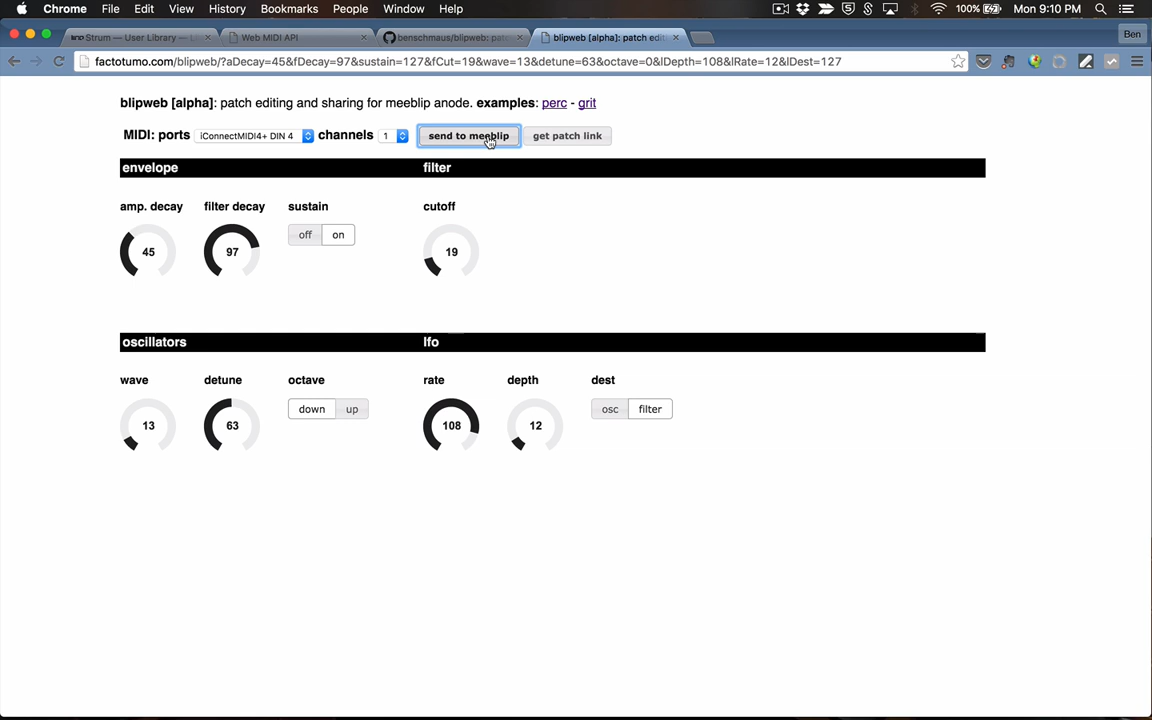 Chrome File Edit View History Bookmarks People Window Help 100% Mon 9:10 PM
Strum — User Library — Web MIDI API benschmaus/blipweb: pat blipweb [alpha]: patch edit Ben
factotumo.com/blipweb/?aDecay=45&fDecay=97&sustain=127&fCut=19&wave=13&detune=63&octave=0&lDepth=108&lRate=12&lDest=127
blipweb [alpha]: patch editing and sharing for meeblip anode. examples: perc - grit
MIDI: ports iConnectMIDI4+ DIN 4 channels 1 send to meeblip get patch link
envelope filter
amp. decay filter decay sustain cutoff
off on
45 97 19
oscillators lfo
wave detune octave rate depth dest
down up osc filter
13 63 108 12